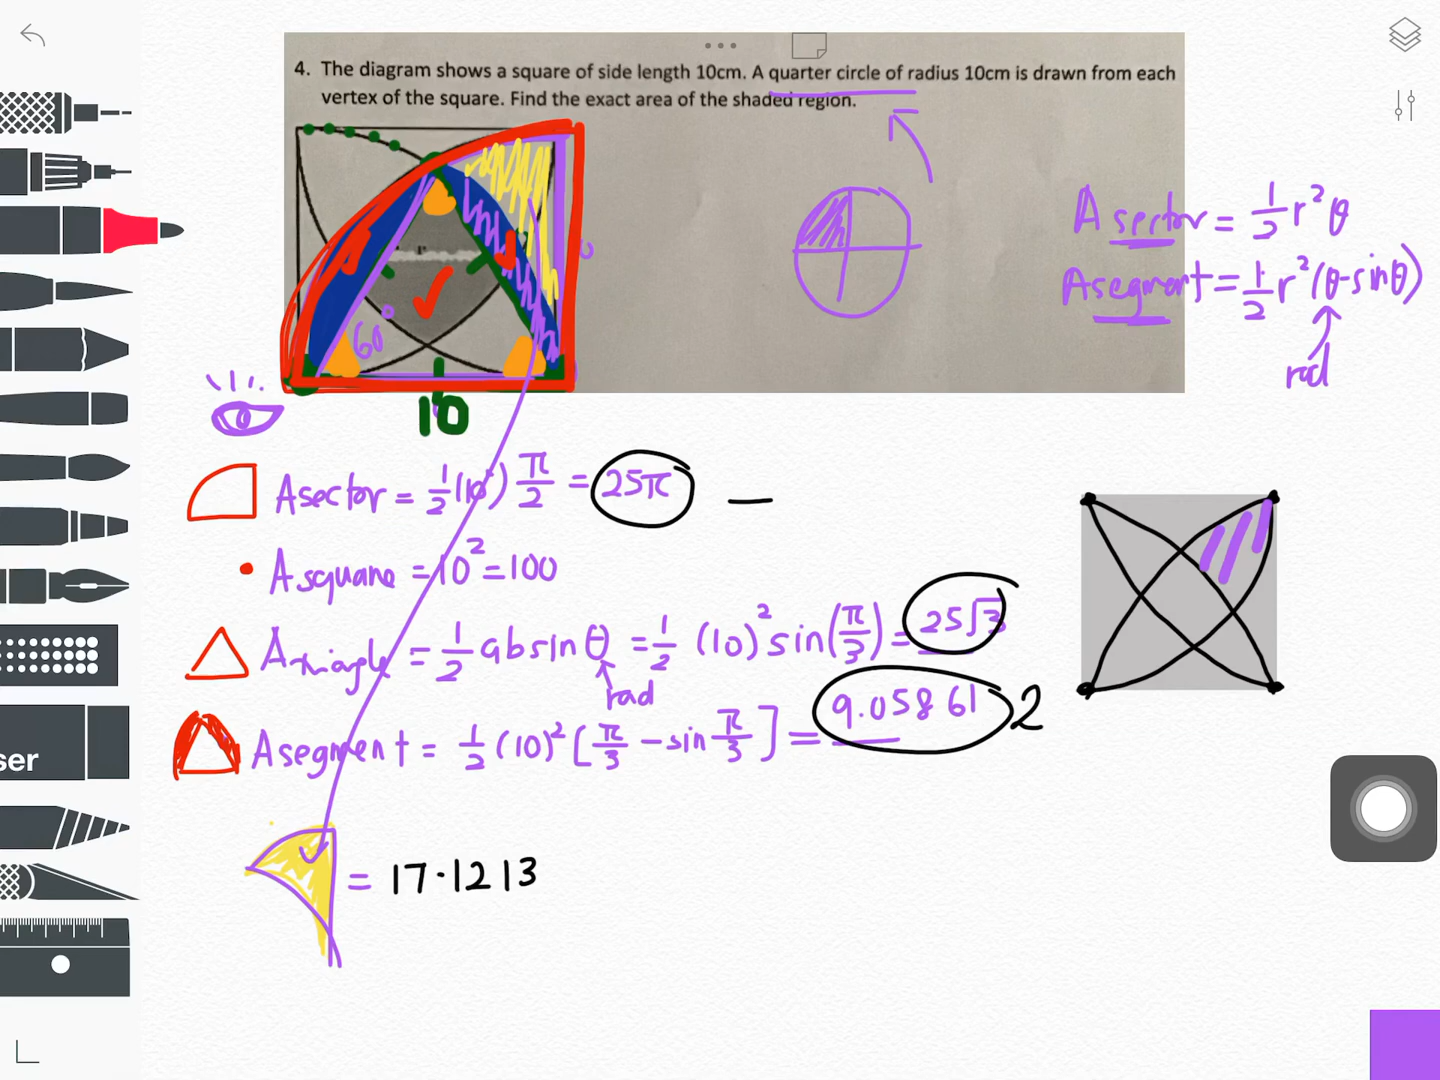 4. The diagram shows a square of side length 10cm. A quarter circle of radius 10cm is drawn from each
vertex of the square. Find the exact area of the shaded region.
60°
10
A sector = 1/2 r² θ
Asegment = 1/2 r² (θ-sinθ)
rad
Asector = 1/2 (10²) π/2 = 25π —
Asquare = 10² = 100
Atriangle = 1/2 absinθ = 1/2 (10)² sin(π/3) = 25√3
rad
Asegment = 1/2 (10)² [π/3 - sin π/3] = 9.05861 2
= 17.1213
ser